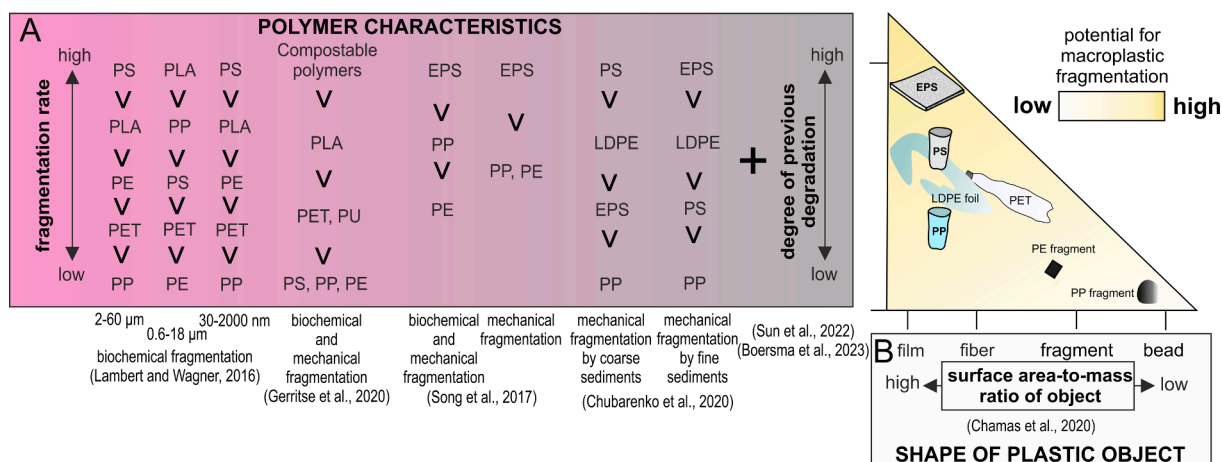 A
POLYMER CHARACTERISTICS
fragmentation rate
high
low
PS
V
PLA
V
PE
V
PET
V
PP
PLA
V
PP
V
PS
V
PET
V
PE
PS
V
PLA
V
PE
V
PET
V
PP
Compostable
polymers
V
PLA
V
PET, PU
V
PS, PP, PE
EPS
V
PP
V
PE
EPS
V
PP, PE
PS
V
LDPE
V
EPS
V
PP
EPS
V
LDPE
V
PS
V
PP
+
degree of previous
degradation
high
low
2-60 µm
0.6-18 µm
30-2000 nm
biochemical fragmentation
(Lambert and Wagner, 2016)
biochemical
and
mechanical
fragmentation
(Gerritse et al., 2020)
biochemical
and
mechanical
fragmentation
mechanical
fragmentation
(Song et al., 2017)
mechanical
fragmentation
by coarse
sediments
mechanical
fragmentation
by fine
sediments
(Chubarenko et al., 2020)
(Sun et al., 2022)
(Boersma et al., 2023)
potential for
macroplastic
fragmentation
low
high
EPS
PS
LDPE foil
PET
PP
PE fragment
PP fragment
B
film
fiber
fragment
bead
high
surface area-to-mass
ratio of object
low
(Chamas et al., 2020)
SHAPE OF PLASTIC OBJECT